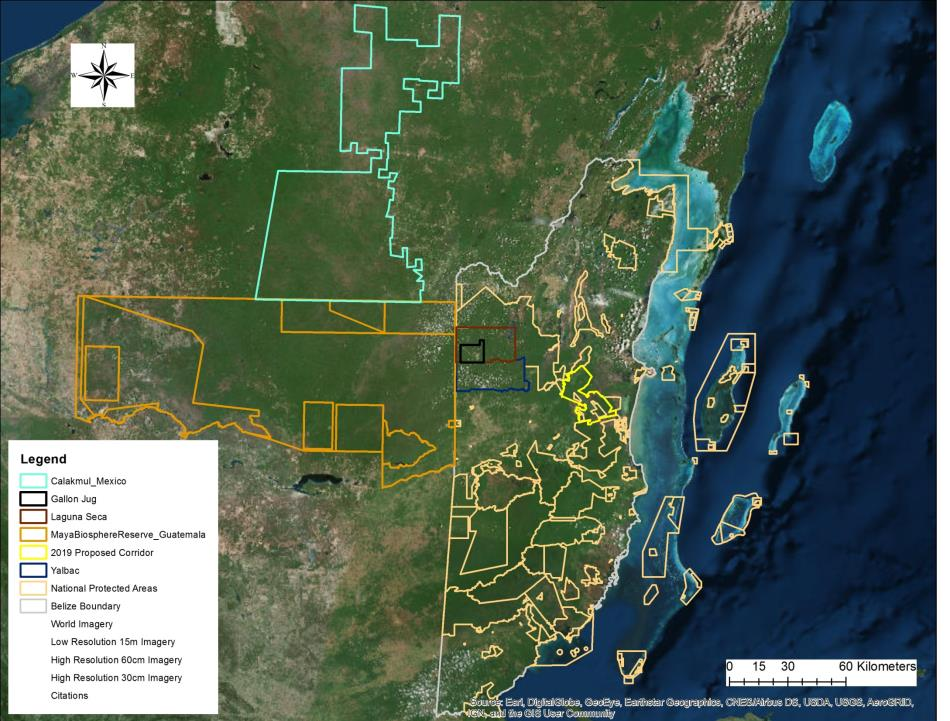 N
W E
S
Legend
Calakmul_Mexico
Gallon Jug
Laguna Seca
MayaBiosphereReserve_Guatemala
2019 Proposed Corridor
Yalbac
National Protected Areas
Belize Boundary
World Imagery
Low Resolution 15m Imagery
High Resolution 60cm Imagery
High Resolution 30cm Imagery
Citations
0 15 30 60 Kilometers
Source: Esri, DigitalGlobe, GeoEye, Earthstar Geographics, CNES/Airbus DS, USDA, USGS, AeroGRID,
IGN, and the GIS User Community